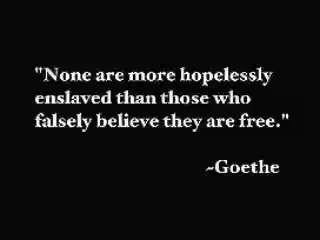 "None are more hopelessly
enslaved than those who
falsely believe they are free."
~Goethe